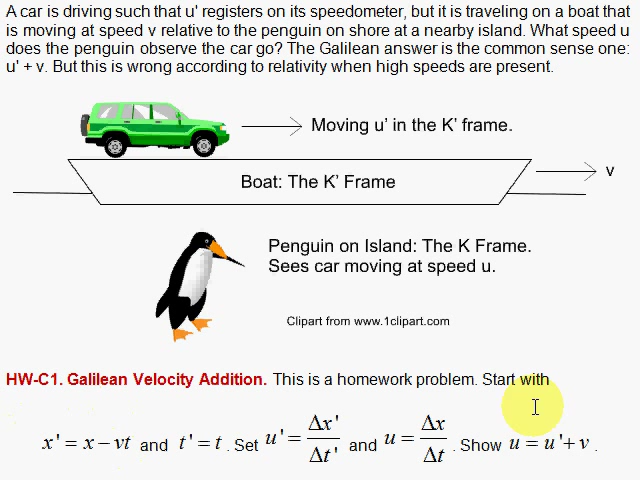 A car is driving such that u' registers on its speedometer, but it is traveling on a boat that
is moving at speed v relative to the penguin on shore at a nearby island. What speed u
does the penguin observe the car go? The Galilean answer is the common sense one:
u' + v. But this is wrong according to relativity when high speeds are present.
Moving u' in the K' frame.
v
Boat: The K' Frame
Penguin on Island: The K Frame.
Sees car moving at speed u.
Clipart from www.1clipart.com
HW-C1. Galilean Velocity Addition. This is a homework problem. Start with
x' = x − vt and t' = t . Set u' = Δx' / Δt' and u = Δx / Δt . Show u = u' + v .